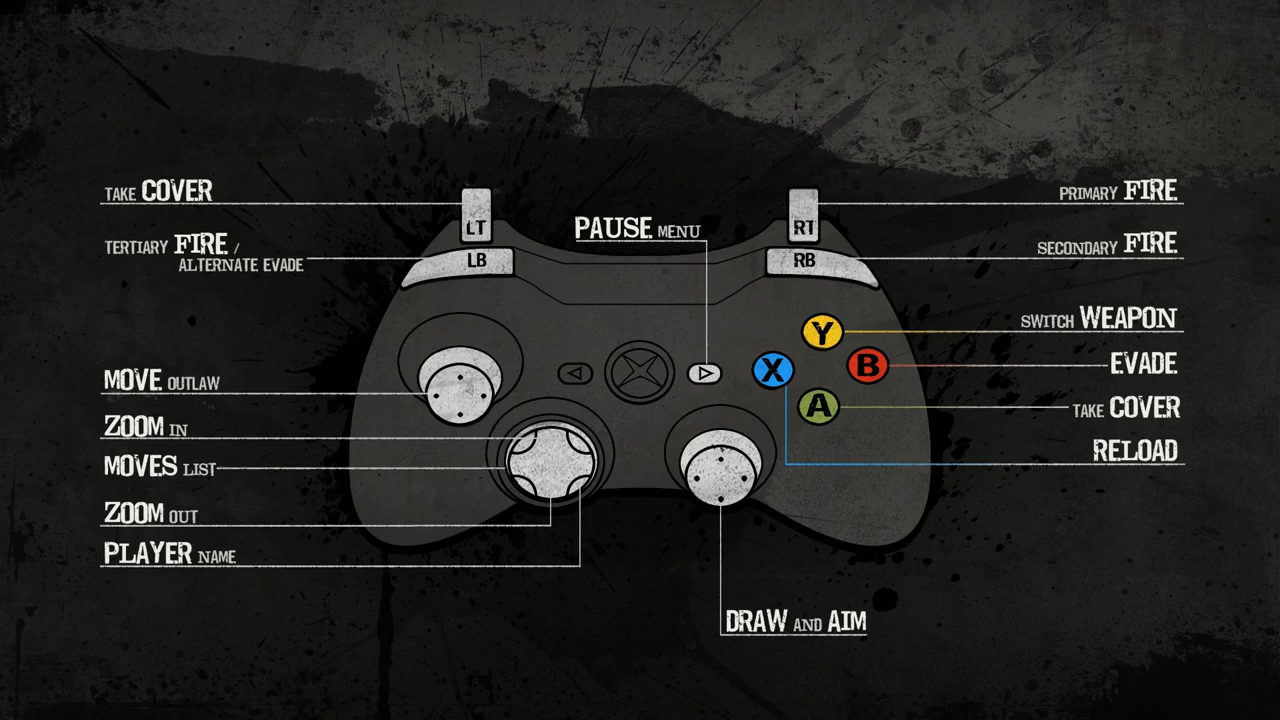 TAKE COVER
TERTIARY FIRE /
ALTERNATE EVADE
MOVE OUTLAW
ZOOM IN
MOVES LIST
ZOOM OUT
PLAYER NAME
LT
LB
PAUSE MENU
RT
RB
Y
X
B
A
DRAW AND AIM
PRIMARY FIRE
SECONDARY FIRE
SWITCH WEAPON
EVADE
TAKE COVER
RELOAD